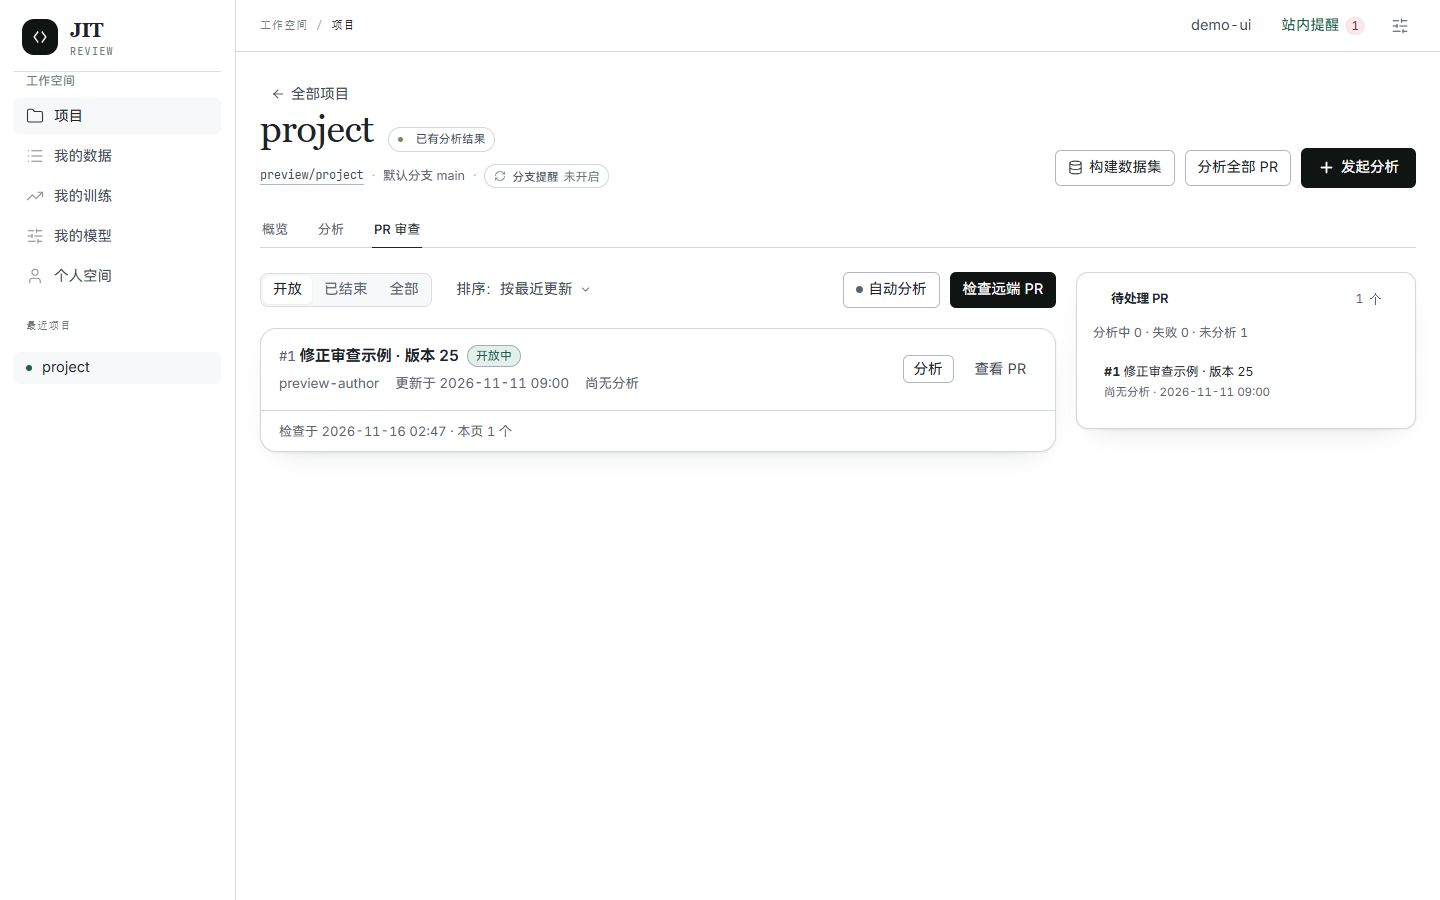 JIT
REVIEW
工作空间
项目
我的数据
我的训练
我的模型
个人空间
最近项目
project
工作空间 / 项目
demo-ui
站内提醒 1
全部项目
project 已有分析结果
preview/project · 默认分支 main · 分支提醒 未开启
构建数据集
分析全部 PR
发起分析
概览 分析 PR 审查
开放 已结束 全部
排序: 按最近更新
自动分析
检查远端 PR
#1 修正审查示例 · 版本 25 开放中
preview-author 更新于 2026-11-11 09:00 尚无分析
分析 查看 PR
检查于 2026-11-16 02:47 · 本页 1 个
待处理 PR 1 个
分析中 0 · 失败 0 · 未分析 1
#1 修正审查示例 · 版本 25
尚无分析 · 2026-11-11 09:00